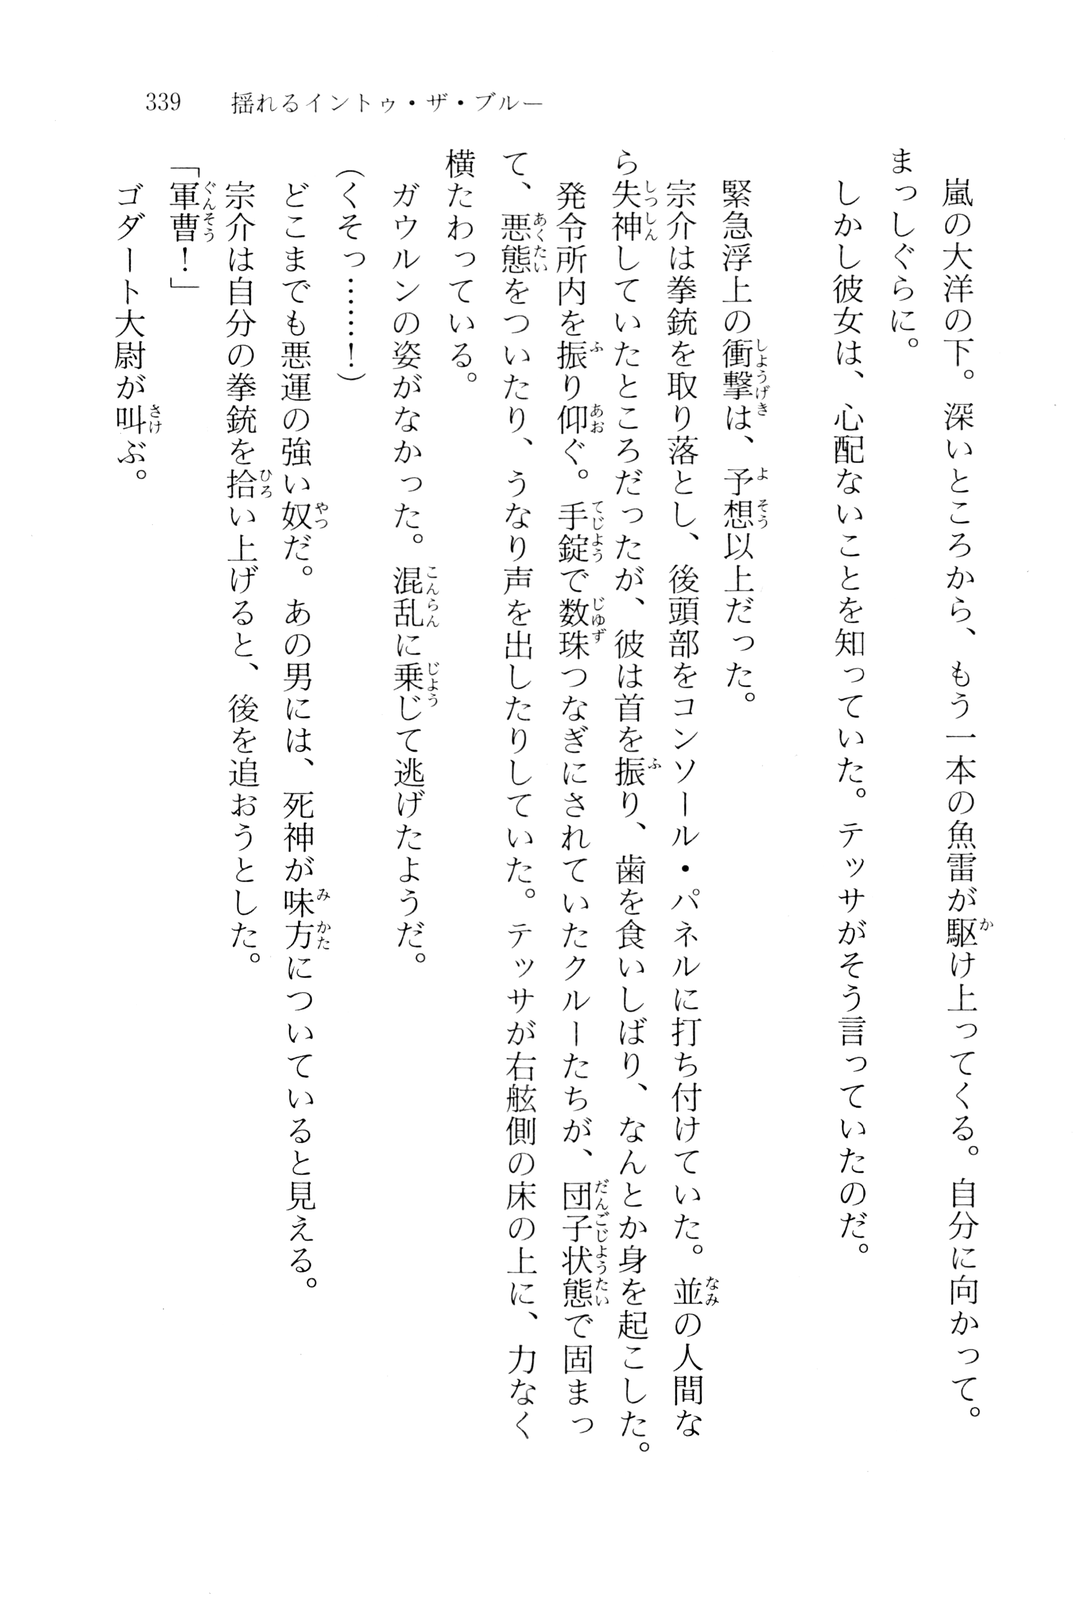 339　揺れるイントゥ・ザ・ブルー
　嵐の大洋の下。深いところから、もう一本の魚雷が駆け上ってくる。自分に向かって。
まっしぐらに。
　しかし彼女は、心配ないことを知っていた。テッサがそう言っていたのだ。
　緊急浮上の衝撃は、予想以上だった。
　宗介は拳銃を取り落とし、後頭部をコンソール・パネルに打ち付けていた。並の人間な
ら失神していたところだったが、彼は首を振り、歯を食いしばり、なんとか身を起こした。
　発令所内を振り仰ぐ。手錠で数珠つなぎにされていたクルーたちが、団子状態で固まっ
て、悪態をついたり、うなり声を出したりしていた。テッサが右舷側の床の上に、力なく
横たわっている。
　ガウルンの姿がなかった。混乱に乗じて逃げたようだ。
（くそっ……！）
　どこまでも悪運の強い奴だ。あの男には、死神が味方についていると見える。
　宗介は自分の拳銃を拾い上げると、後を追おうとした。
「軍曹！」
　ゴダート大尉が叫ぶ。